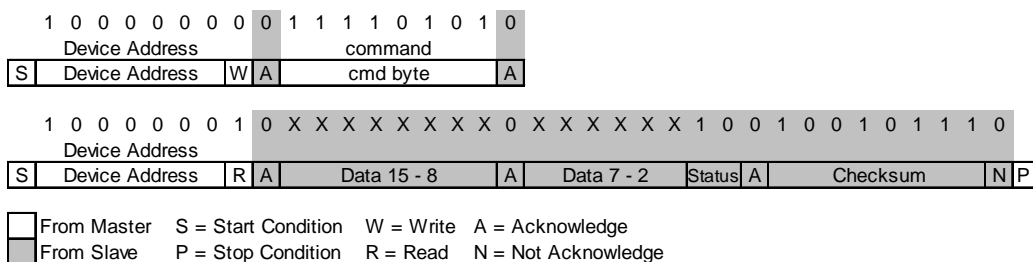 1 0 0 0 0 0 0 0 0 1 1 1 1 0 1 0 1 0
Device Address command
S Device Address W A cmd byte A
1 0 0 0 0 0 0 1 0 X X X X X X X X 0 X X X X X X 1 0 0 1 0 0 1 0 1 1 1 0
Device Address
S Device Address R A Data 15 - 8 A Data 7 - 2 Status A Checksum N P
From Master S = Start Condition W = Write A = Acknowledge
From Slave P = Stop Condition R = Read N = Not Acknowledge